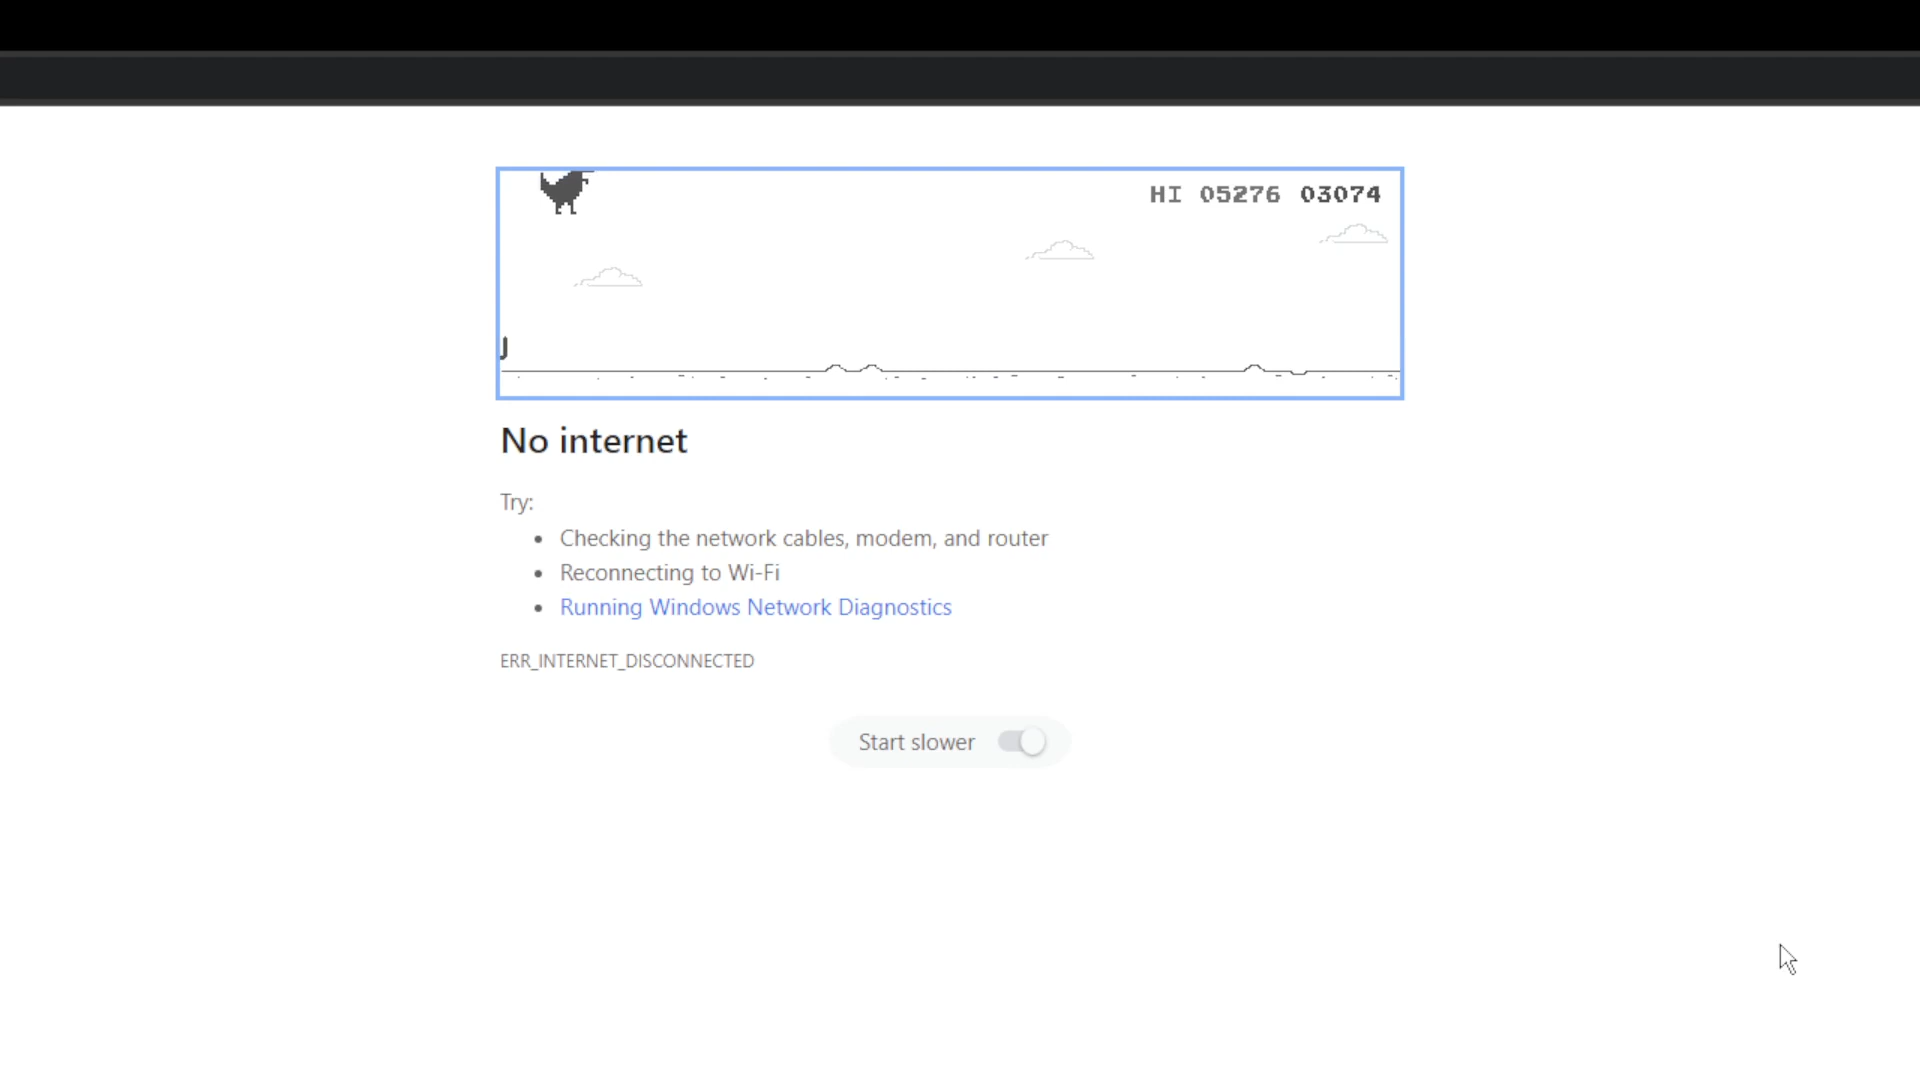 HI 05276 03074
No internet
Try:
Checking the network cables, modem, and router
Reconnecting to Wi-Fi
Running Windows Network Diagnostics
ERR_INTERNET_DISCONNECTED
Start slower